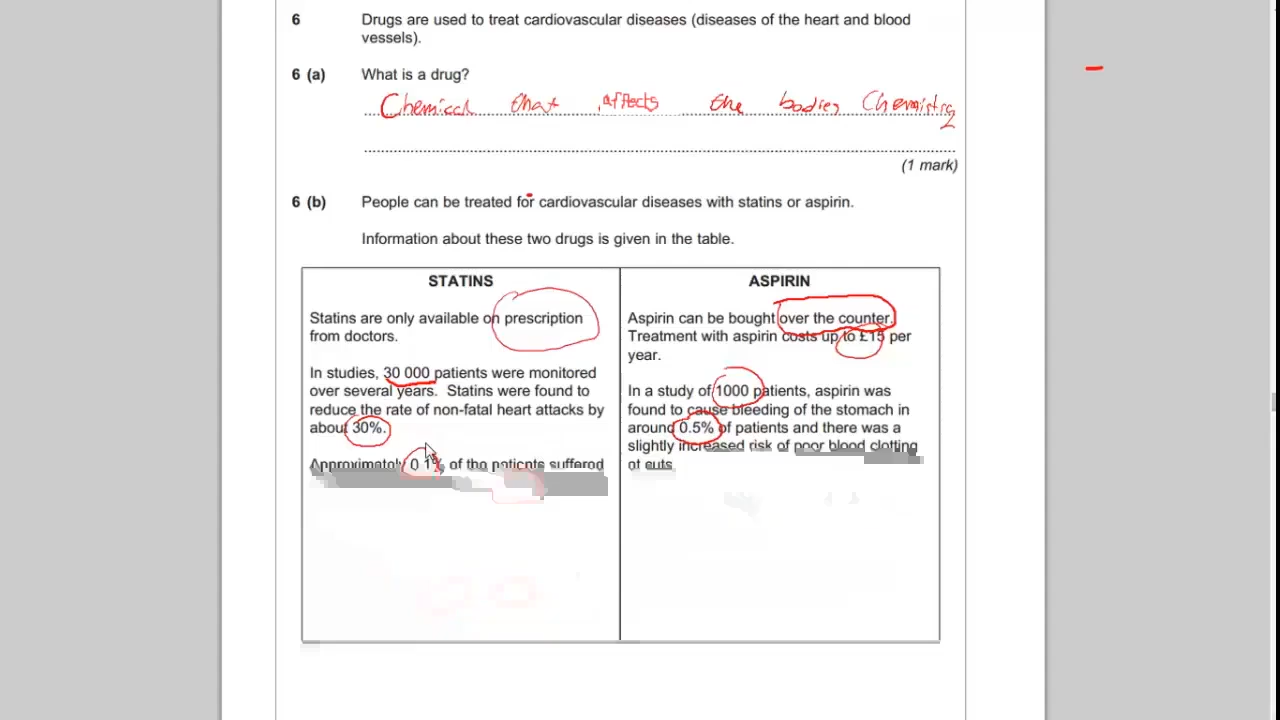 6 Drugs are used to treat cardiovascular diseases (diseases of the heart and blood
vessels).
6 (a) What is a drug?
Chemical that affects the bodies Chemistry
(1 mark)
6 (b) People can be treated for cardiovascular diseases with statins or aspirin.
Information about these two drugs is given in the table.
STATINS
Statins are only available on prescription
from doctors.
In studies, 30 000 patients were monitored
over several years. Statins were found to
reduce the rate of non-fatal heart attacks by
about 30%.
Approximately 0.1% of the patients suffered
ASPIRIN
Aspirin can be bought over the counter.
Treatment with aspirin costs up to £15 per
year.
In a study of 1000 patients, aspirin was
found to cause bleeding of the stomach in
around 0.5% of patients and there was a
slightly increased risk of poor blood clotting
at cuts